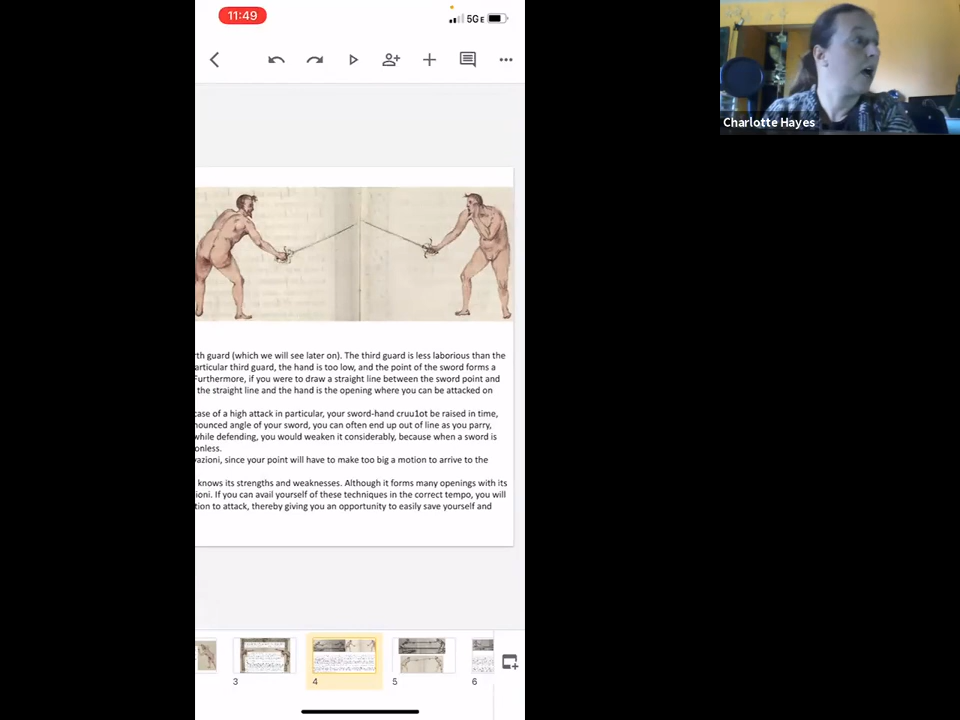 11:49
5G E
Charlotte Hayes
rth guard (which we will see later on). The third guard is less laborious than the
articular third guard, the hand is too low, and the point of the sword forms a
Furthermore, if you were to draw a straight line between the sword point and
the straight line and the hand is the opening where you can be attacked on
case of a high attack in particular, your sword-hand cruu1ot be raised in time,
nounced angle of your sword, you can often end up out of line as you parry,
while defending, you would weaken it considerably, because when a sword is
onless.
vazioni, since your point will have to make too big a motion to arrive to the
knows its strengths and weaknesses. Although it forms many openings with its
ioni. If you can avail yourself of these techniques in the correct tempo, you will
tion to attack, thereby giving you an opportunity to easily save yourself and
3
4
5
6